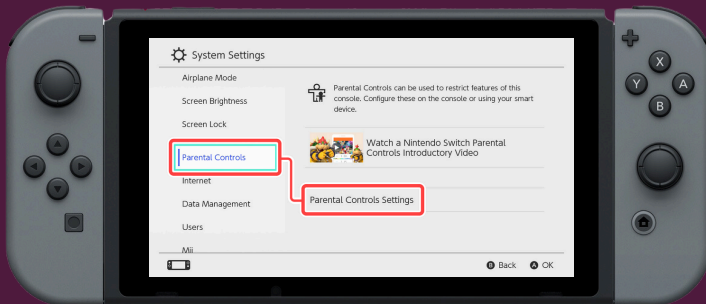 System Settings
Airplane Mode
Screen Brightness
Screen Lock
Parental Controls
Internet
Data Management
Users
Mii
Parental Controls can be used to restrict features of this
console. Configure these on the console or using your smart
device.
Watch a Nintendo Switch Parental
Controls Introductory Video
Parental Controls Settings
B Back A OK
X
Y A
B